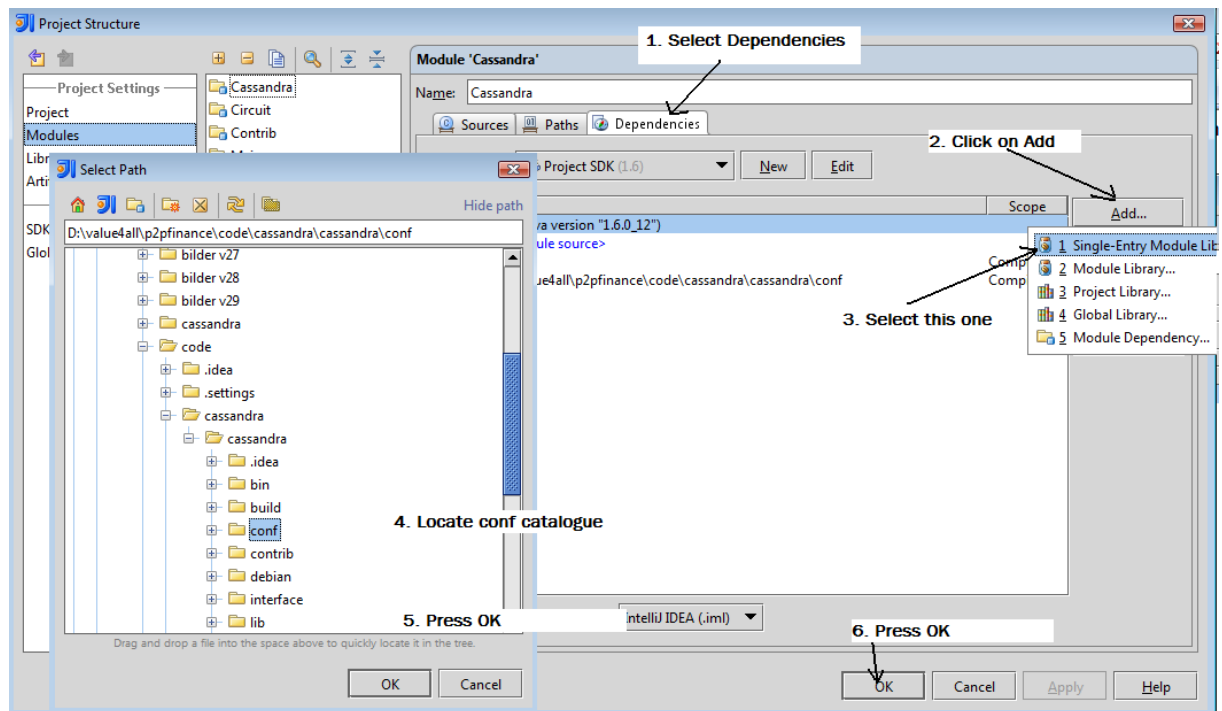 Project Structure
1. Select Dependencies
Project Settings
Project
Modules
Cassandra
Circuit
Contrib
Module 'Cassandra'
Name: Cassandra
Sources Paths Dependencies
2. Click on Add
Project SDK (1.6) New Edit
Scope
Add...
va version "1.6.0_12")
ule source>
Comp
ue4all\p2pfinance\code\cassandra\cassandra\conf Comp
1 Single-Entry Module Lib
2 Module Library...
3 Project Library...
4 Global Library...
5 Module Dependency...
3. Select this one
Libr
Arti
SDK
Glol
Select Path
Hide path
D:\value4all\p2pfinance\code\cassandra\cassandra\conf
bilder v27
bilder v28
bilder v29
cassandra
code
.idea
.settings
cassandra
cassandra
.idea
bin
build
conf
contrib
debian
interface
lib
4. Locate conf catalogue
5. Press OK
Drag and drop a file into the space above to quickly locate it in the tree.
OK Cancel
IntelliJ IDEA (.iml)
6. Press OK
OK Cancel Apply Help